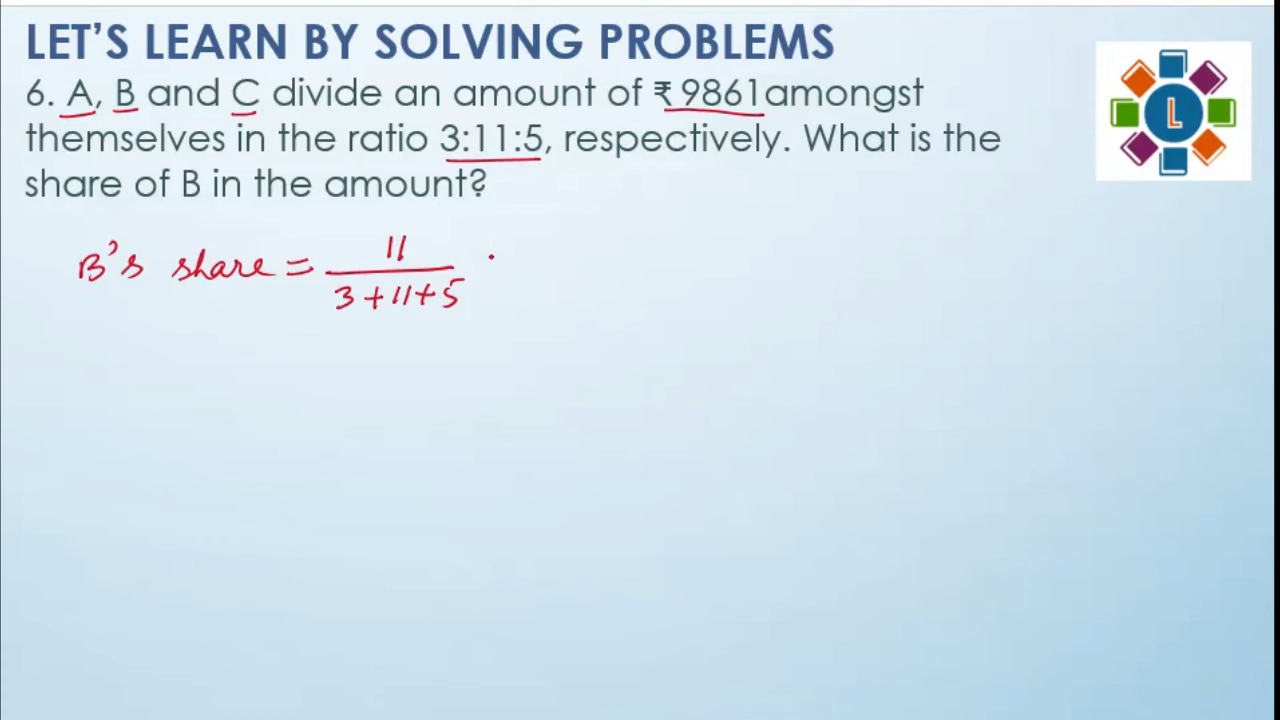 LET'S LEARN BY SOLVING PROBLEMS
6. A, B and C divide an amount of ₹ 9861amongst
themselves in the ratio 3:11:5, respectively. What is the
share of B in the amount?
L
B's share = 11
3+11+5